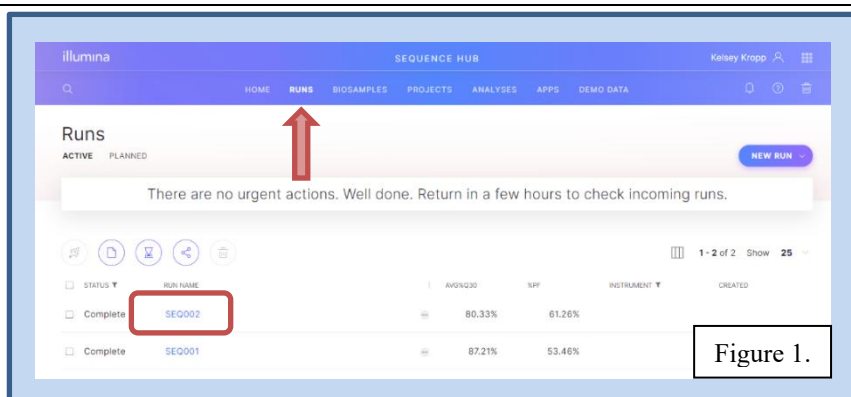 illumina
SEQUENCE HUB
Kelsey Kropp
HOME RUNS BIOSAMPLES PROJECTS ANALYSES APPS DEMO DATA
Runs
ACTIVE PLANNED
NEW RUN
There are no urgent actions. Well done. Return in a few hours to check incoming runs.
1 - 2 of 2 Show 25
STATUS RUN NAME AVG%Q30 %PF INSTRUMENT CREATED
Complete SEQ002 80.33% 61.26%
Complete SEQ001 87.21% 53.46%
Figure 1.